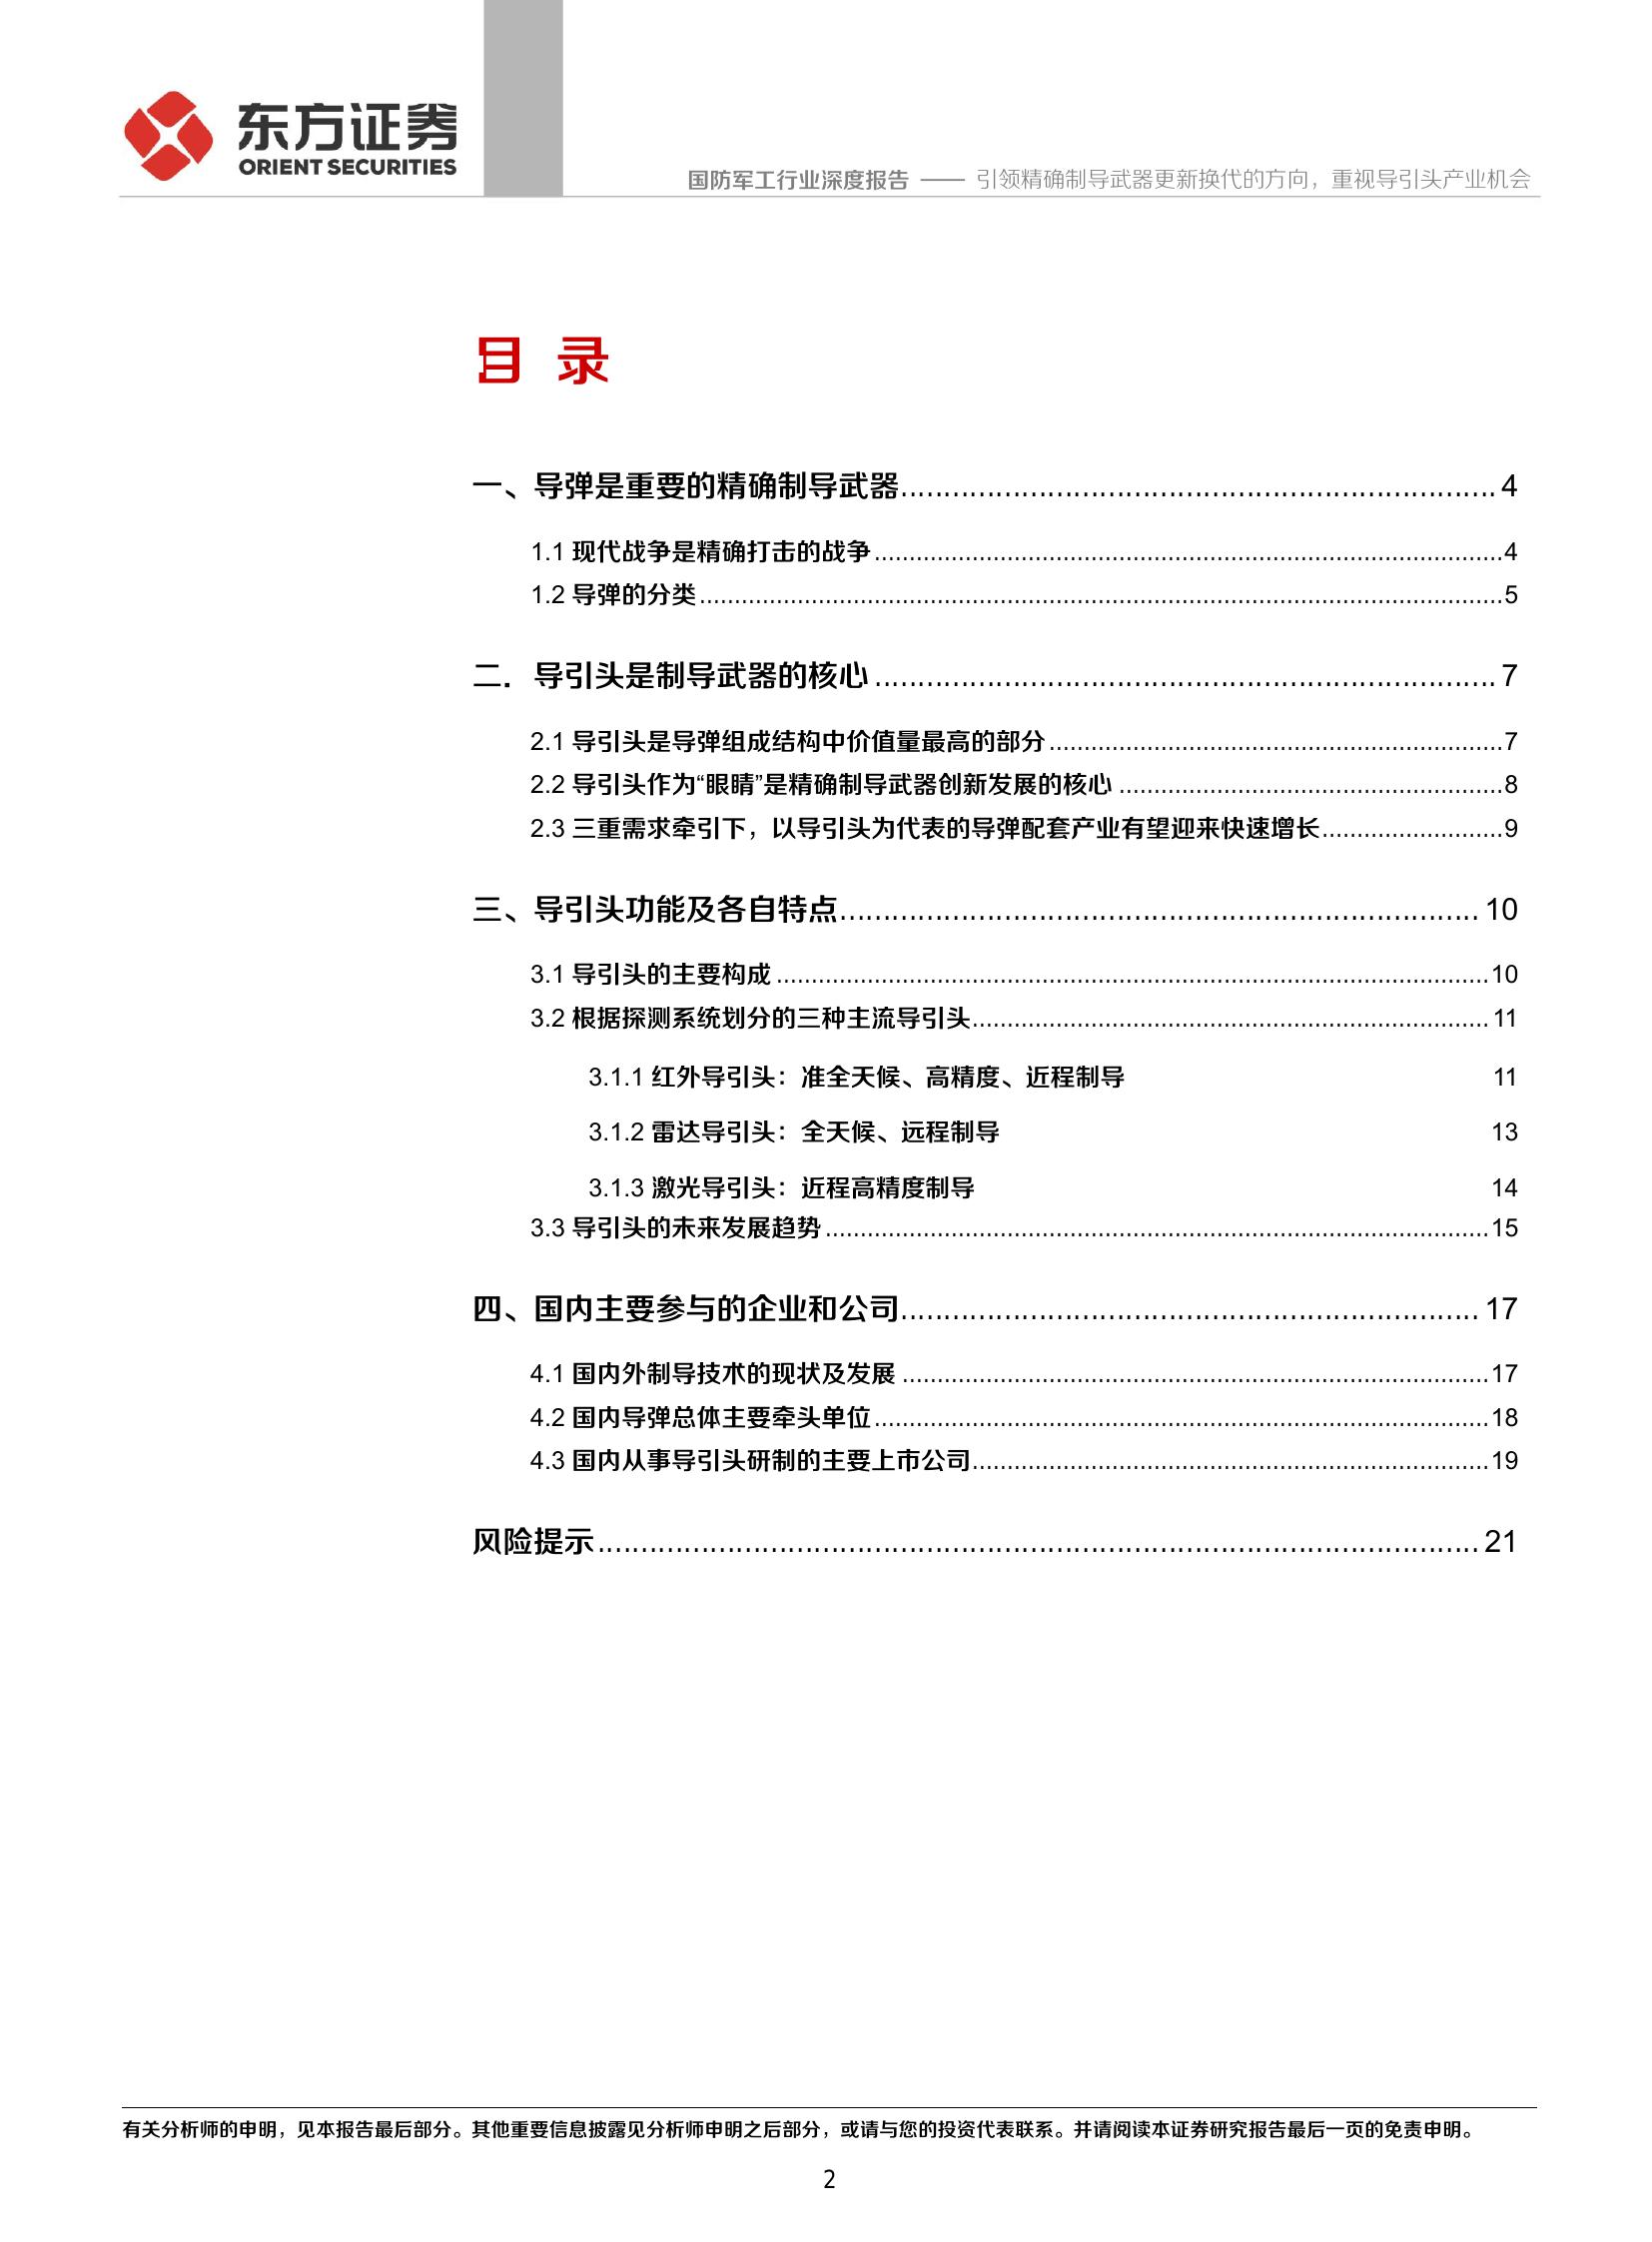 东方证券
ORIENT SECURITIES
国防军工行业深度报告 —— 引领精确制导武器更新换代的方向，重视导引头产业机会
目 录
一、导弹是重要的精确制导武器.................................................................... 4
1.1 现代战争是精确打击的战争..........................................................................................4
1.2 导弹的分类...................................................................................................................5
二．导引头是制导武器的核心....................................................................... 7
2.1 导引头是导弹组成结构中价值量最高的部分.................................................................7
2.2 导引头作为“眼睛”是精确制导武器创新发展的核心.......................................................8
2.3 三重需求牵引下，以导引头为代表的导弹配套产业有望迎来快速增长..........................9
三、导引头功能及各自特点......................................................................... 10
3.1 导引头的主要构成......................................................................................................10
3.2 根据探测系统划分的三种主流导引头..........................................................................11
3.1.1 红外导引头：准全天候、高精度、近程制导 11
3.1.2 雷达导引头：全天候、远程制导 13
3.1.3 激光导引头：近程高精度制导 14
3.3 导引头的未来发展趋势...............................................................................................15
四、国内主要参与的企业和公司.................................................................. 17
4.1 国内外制导技术的现状及发展....................................................................................17
4.2 国内导弹总体主要牵头单位........................................................................................18
4.3 国内从事导引头研制的主要上市公司..........................................................................19
风险提示..................................................................................................... 21
有关分析师的申明，见本报告最后部分。其他重要信息披露见分析师申明之后部分，或请与您的投资代表联系。并请阅读本证券研究报告最后一页的免责申明。
2